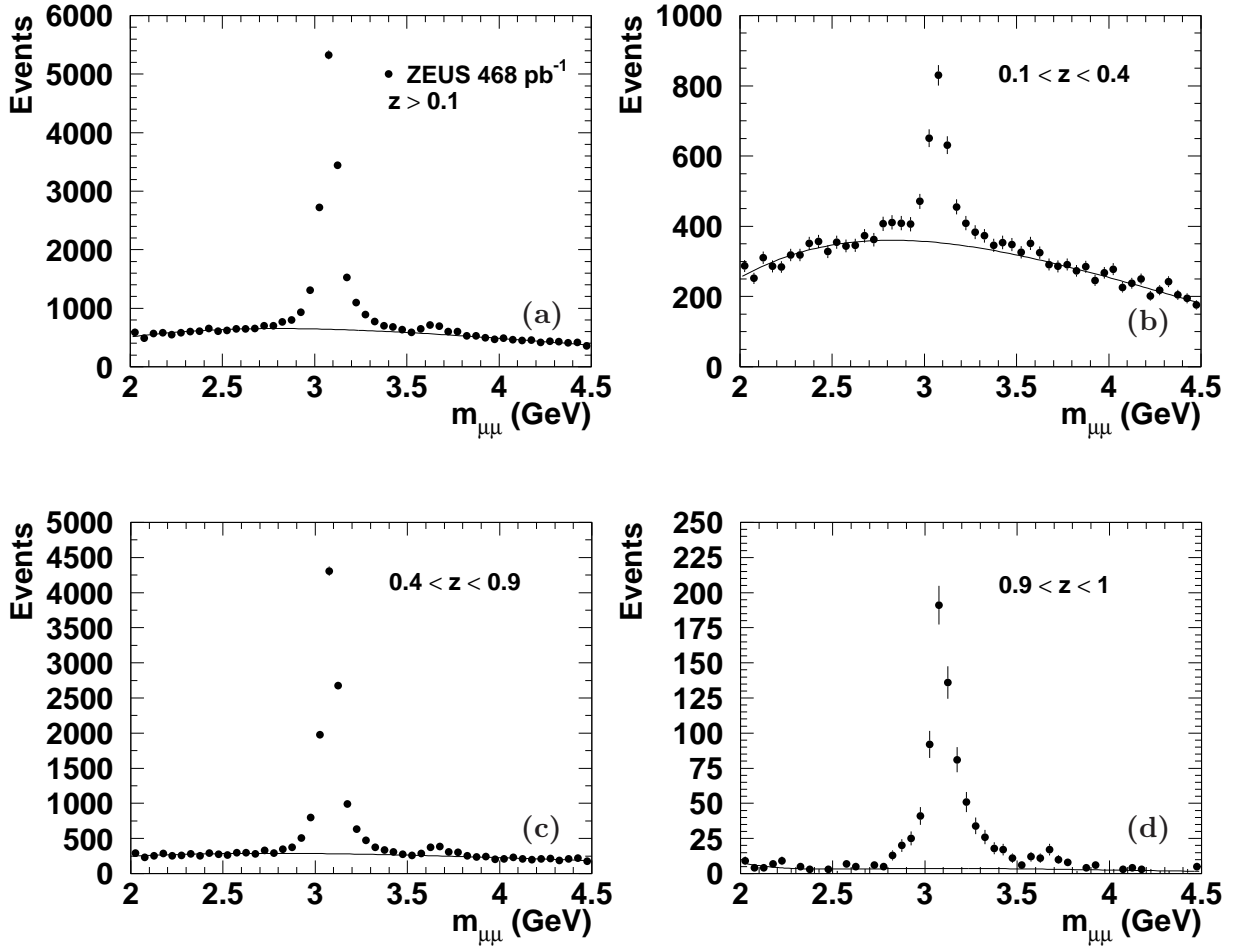 Events
6000
5000
4000
3000
2000
1000
0
ZEUS 468 pb⁻¹
z > 0.1
(a)
2 2.5 3 3.5 4 4.5
mμμ (GeV)
Events
1000
800
600
400
200
0
0.1 < z < 0.4
(b)
2 2.5 3 3.5 4 4.5
mμμ (GeV)
Events
5000
4500
4000
3500
3000
2500
2000
1500
1000
500
0
0.4 < z < 0.9
(c)
2 2.5 3 3.5 4 4.5
mμμ (GeV)
Events
250
225
200
175
150
125
100
75
50
25
0
0.9 < z < 1
(d)
2 2.5 3 3.5 4 4.5
mμμ (GeV)